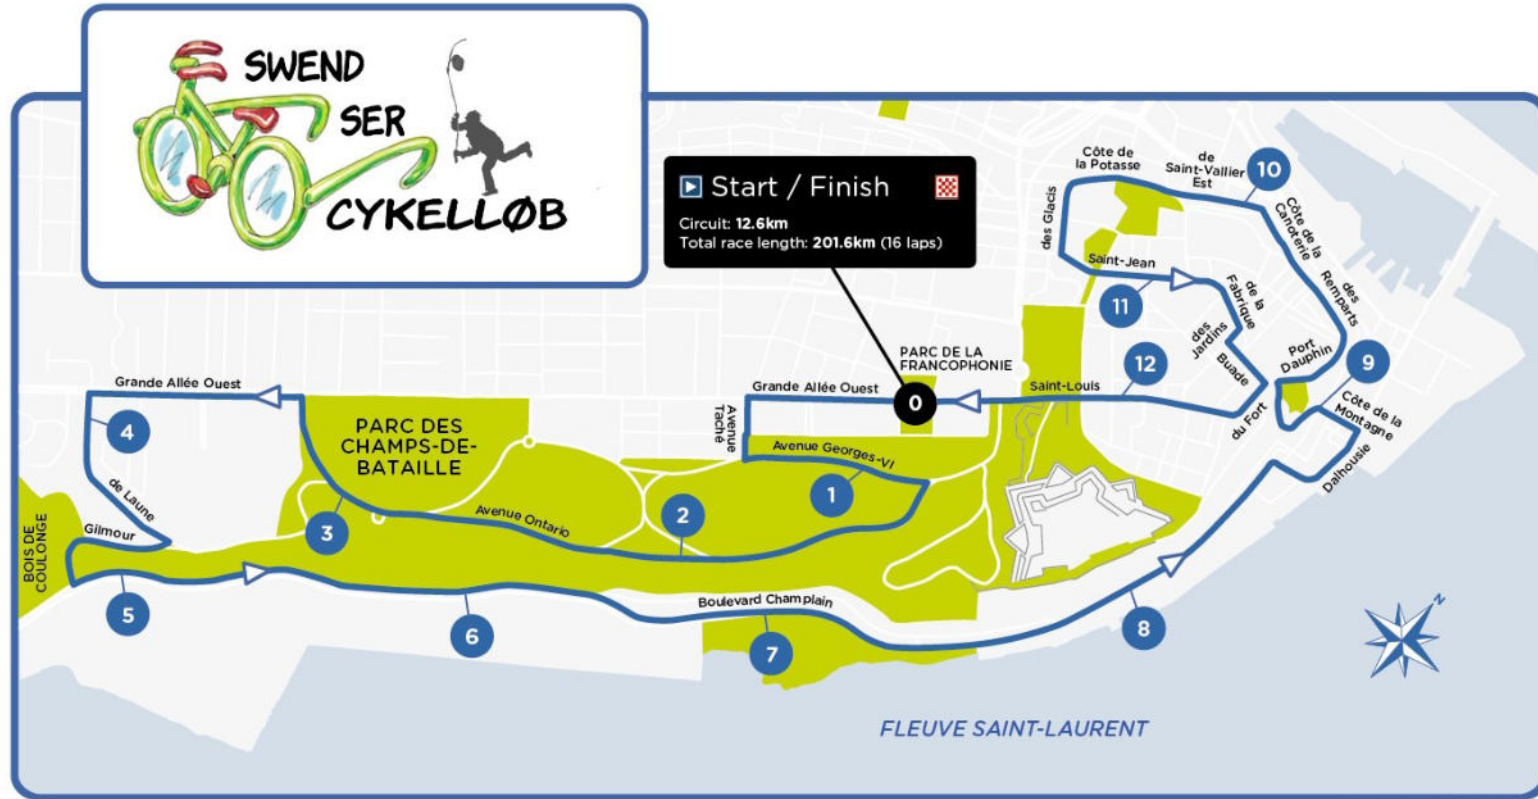 SWEND
SER
CYKELLØB
Start / Finish
Circuit: 12.6km
Total race length: 201.6km (16 laps)
Côte de
la Potasse
de
Saint-Vallier
Est
10
Côte de la
Canoterie
des
Remparts
des Glacis
Saint-Jean
11
de la
Fabrique
des
Jardins
Buade
Port
Dauphin
9
Côte de la
Montagne
Dalhousie
du Fort
12
Saint-Louis
PARC DE LA
FRANCOPHONIE
0
Grande Allée Ouest
Avenue
Taché
Avenue Georges-VI
1
2
Avenue Ontario
3
PARC DES
CHAMPS-DE-
BATAILLE
Grande Allée Ouest
4
de Laune
Gilmour
BOIS DE
COULONGE
5
6
Boulevard Champlain
7
8
N
FLEUVE SAINT-LAURENT